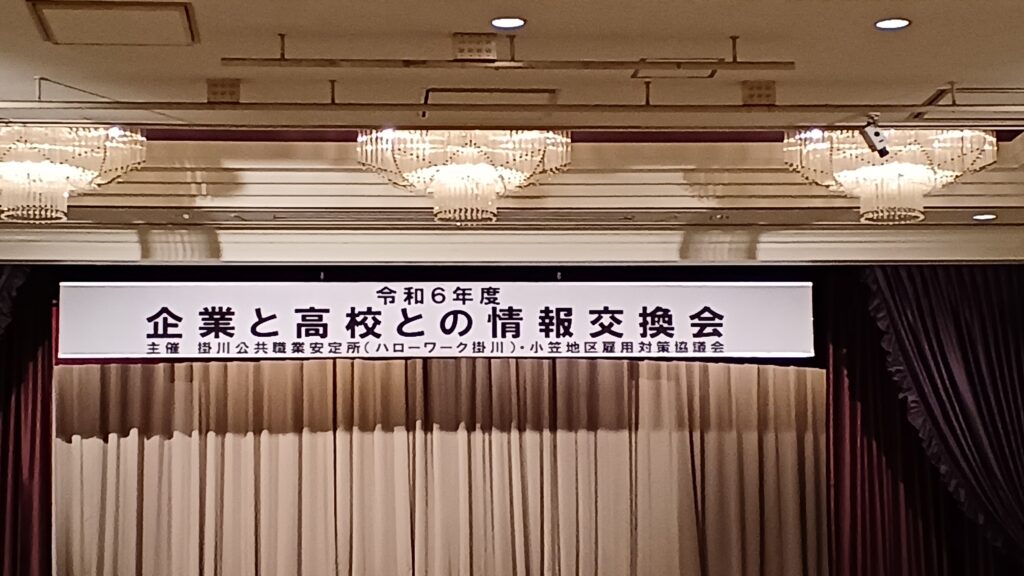 令和6年度
企業と高校との情報交換会
主催 掛川公共職業安定所(ハローワーク掛川)・小笠地区雇用対策協議会